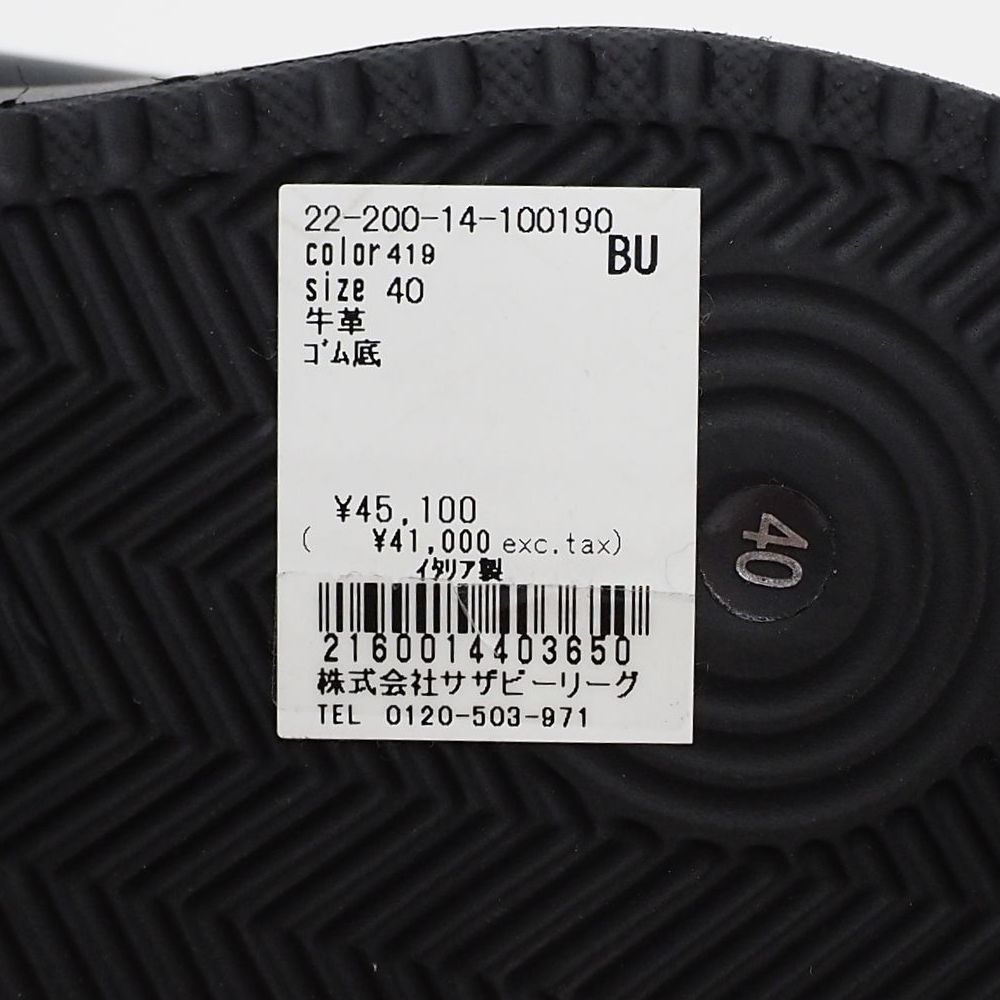 22-200-14-100190
color419
BU
size 40
牛革
ｺﾞﾑ底
¥45,100
( ¥41,000 exc.tax)
ｲﾀﾘｱ製
2160014403650
株式会社サザビーリーグ
TEL 0120-503-971
40